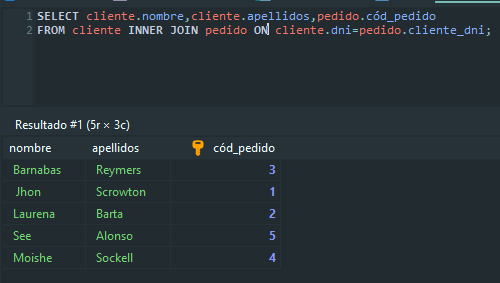 1 SELECT cliente.nombre,cliente.apellidos,pedido.cód_pedido
2 FROM cliente INNER JOIN pedido ON cliente.dni=pedido.cliente_dni;
Resultado #1 (5r × 3c)
nombre apellidos cód_pedido
Barnabas Reymers 3
Jhon Scrowton 1
Laurena Barta 2
See Alonso 5
Moishe Sockell 4